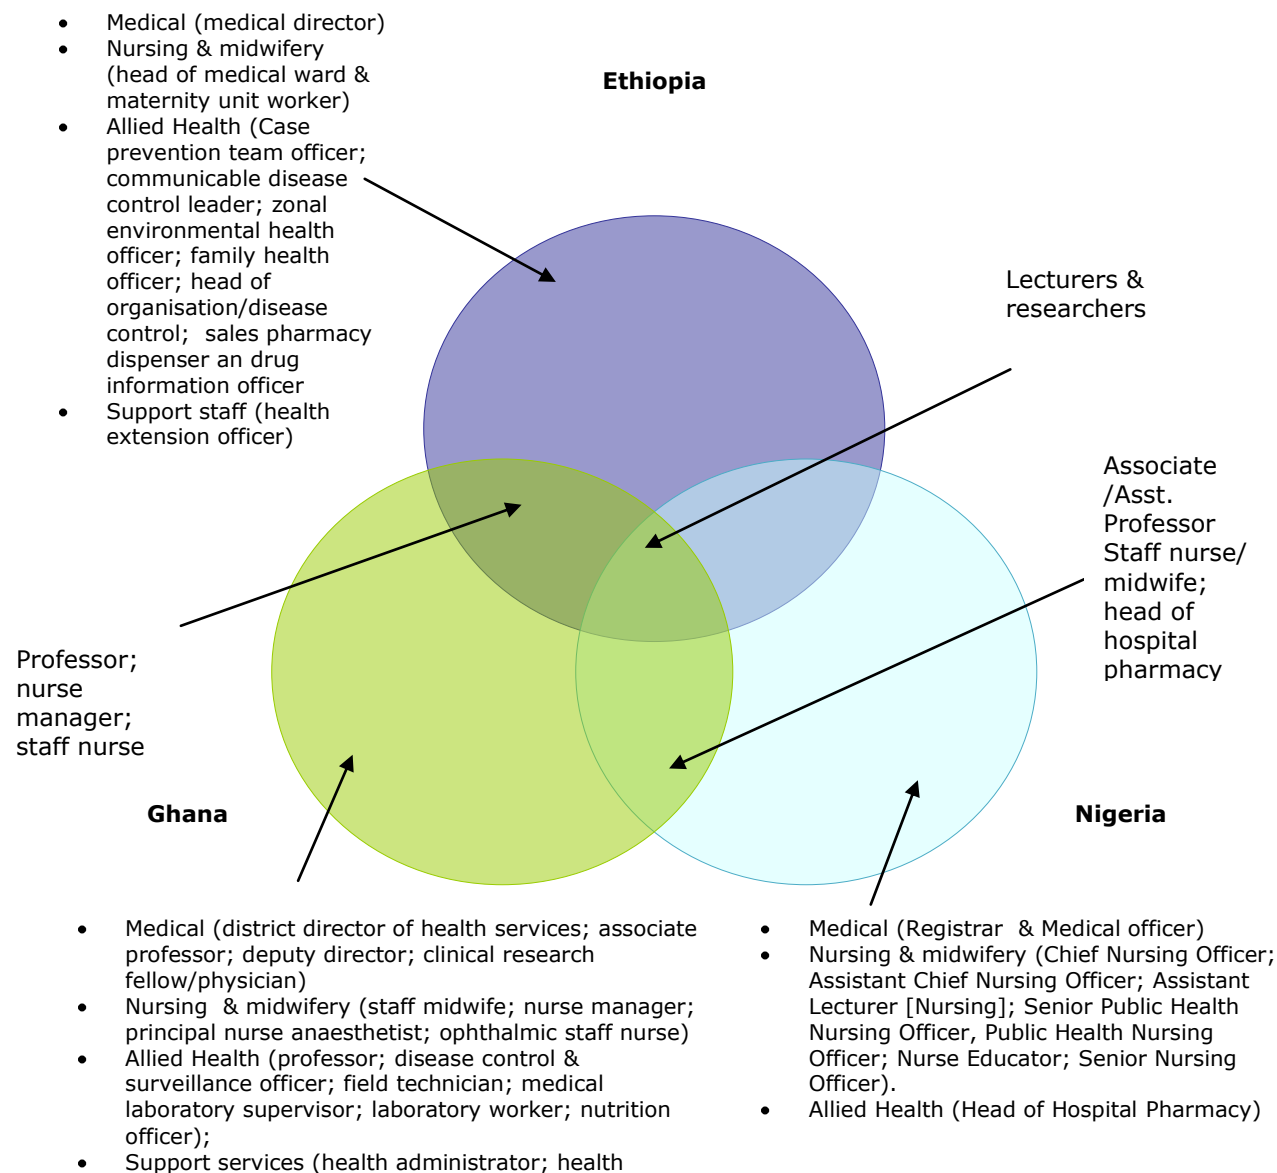 • Medical (medical director)
• Nursing & midwifery
(head of medical ward &
maternity unit worker)
• Allied Health (Case
prevention team officer;
communicable disease
control leader; zonal
environmental health
officer; family health
officer; head of
organisation/disease
control;  sales pharmacy
dispenser an drug
information officer
• Support staff (health
extension officer)
Ethiopia
Lecturers &
researchers
Associate
/Asst.
Professor
Staff nurse/
midwife;
head of
hospital
pharmacy
Professor;
nurse
manager;
staff nurse
Ghana
Nigeria
• Medical (district director of health services; associate
professor; deputy director; clinical research
fellow/physician)
• Nursing  & midwifery (staff midwife; nurse manager;
principal nurse anaesthetist; ophthalmic staff nurse)
• Allied Health (professor; disease control &
surveillance officer; field technician; medical
laboratory supervisor; laboratory worker; nutrition
officer);
• Support services (health administrator; health
• Medical (Registrar  & Medical officer)
• Nursing & midwifery (Chief Nursing Officer;
Assistant Chief Nursing Officer; Assistant
Lecturer [Nursing]; Senior Public Health
Nursing Officer, Public Health Nursing
Officer; Nurse Educator; Senior Nursing
Officer).
• Allied Health (Head of Hospital Pharmacy)